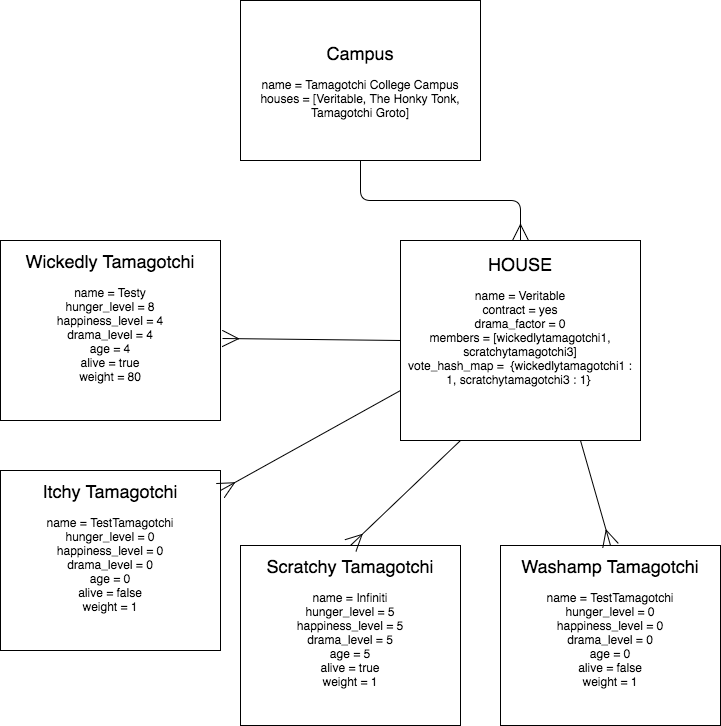 Campus
name = Tamagotchi College Campus
houses = [Veritable, The Honky Tonk,
Tamagotchi Groto]
Wickedly Tamagotchi
name = Testy
hunger_level = 8
happiness_level = 4
drama_level = 4
age = 4
alive = true
weight = 80
HOUSE
name = Veritable
contract = yes
drama_factor = 0
members = [wickedlytamagotchi1,
scratchytamagotchi3]
vote_hash_map = {wickedlytamagotchi1 :
1, scratchytamagotchi3 : 1}
Itchy Tamagotchi
name = TestTamagotchi
hunger_level = 0
happiness_level = 0
drama_level = 0
age = 0
alive = false
weight = 1
Scratchy Tamagotchi
name = Infiniti
hunger_level = 5
happiness_level = 5
drama_level = 5
age = 5
alive = true
weight = 1
Washamp Tamagotchi
name = TestTamagotchi
hunger_level = 0
happiness_level = 0
drama_level = 0
age = 0
alive = false
weight = 1